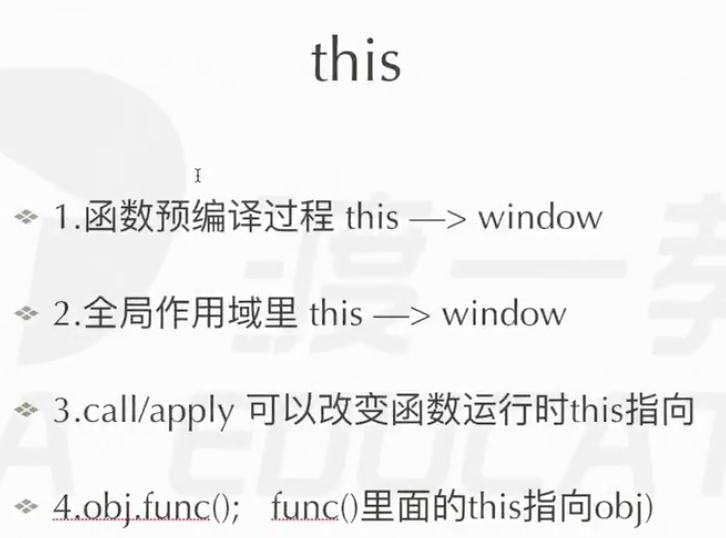 this
1.函数预编译过程 this —> window
2.全局作用域里 this —> window
3.call/apply 可以改变函数运行时this指向
4.obj.func(); func()里面的this指向obj)